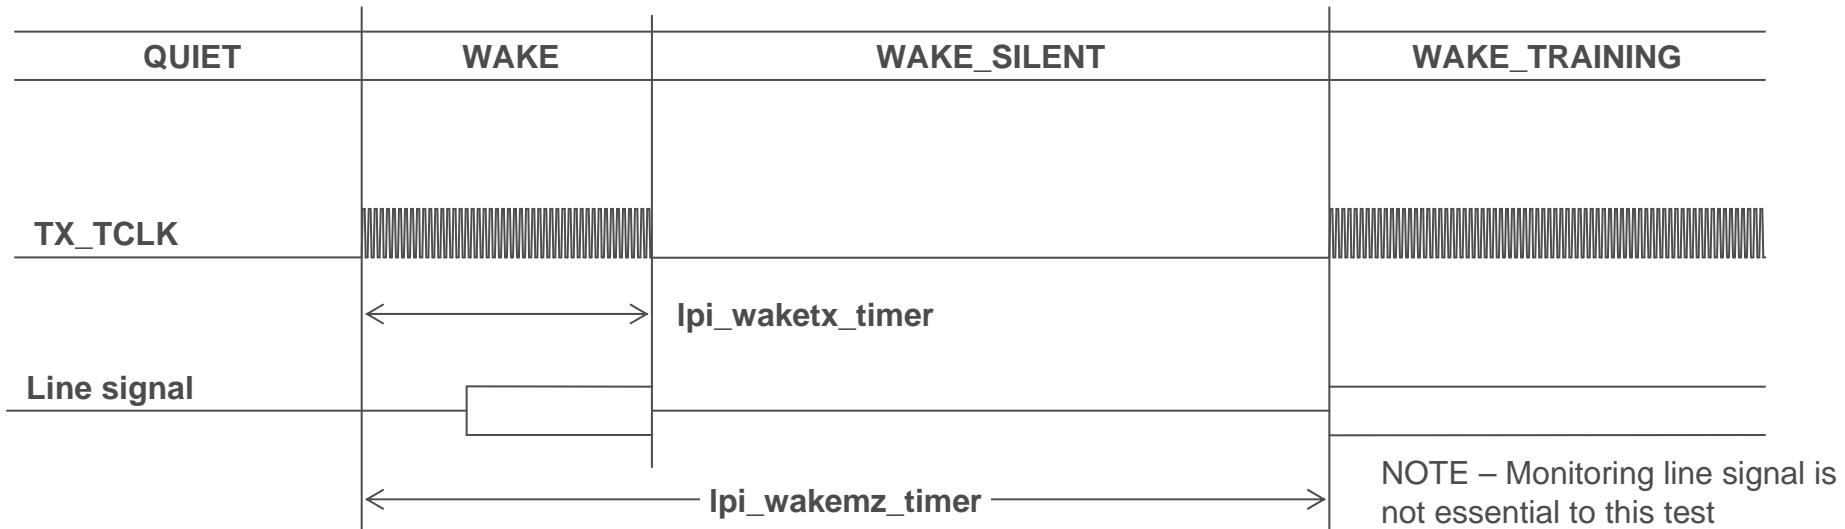 QUIET WAKE WAKE_SILENT WAKE_TRAINING
TX_TCLK
lpi_waketx_timer
Line signal
lpi_wakemz_timer
NOTE – Monitoring line signal is
not essential to this test